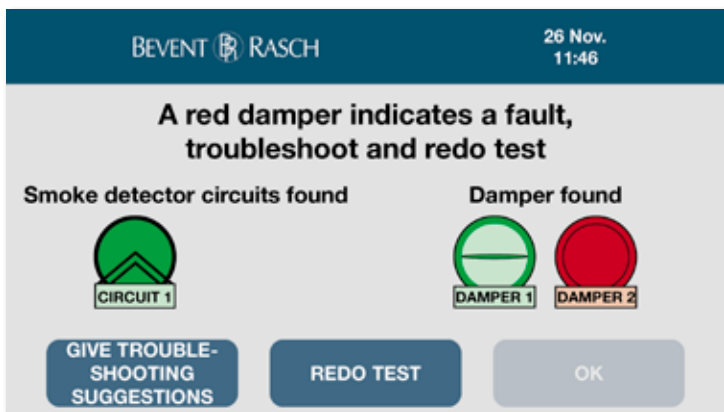 BEVENT BR RASCH
26 Nov.
11:46
A red damper indicates a fault,
troubleshoot and redo test
Smoke detector circuits found
Damper found
CIRCUIT 1
DAMPER 1
DAMPER 2
GIVE TROUBLE-
SHOOTING
SUGGESTIONS
REDO TEST
OK